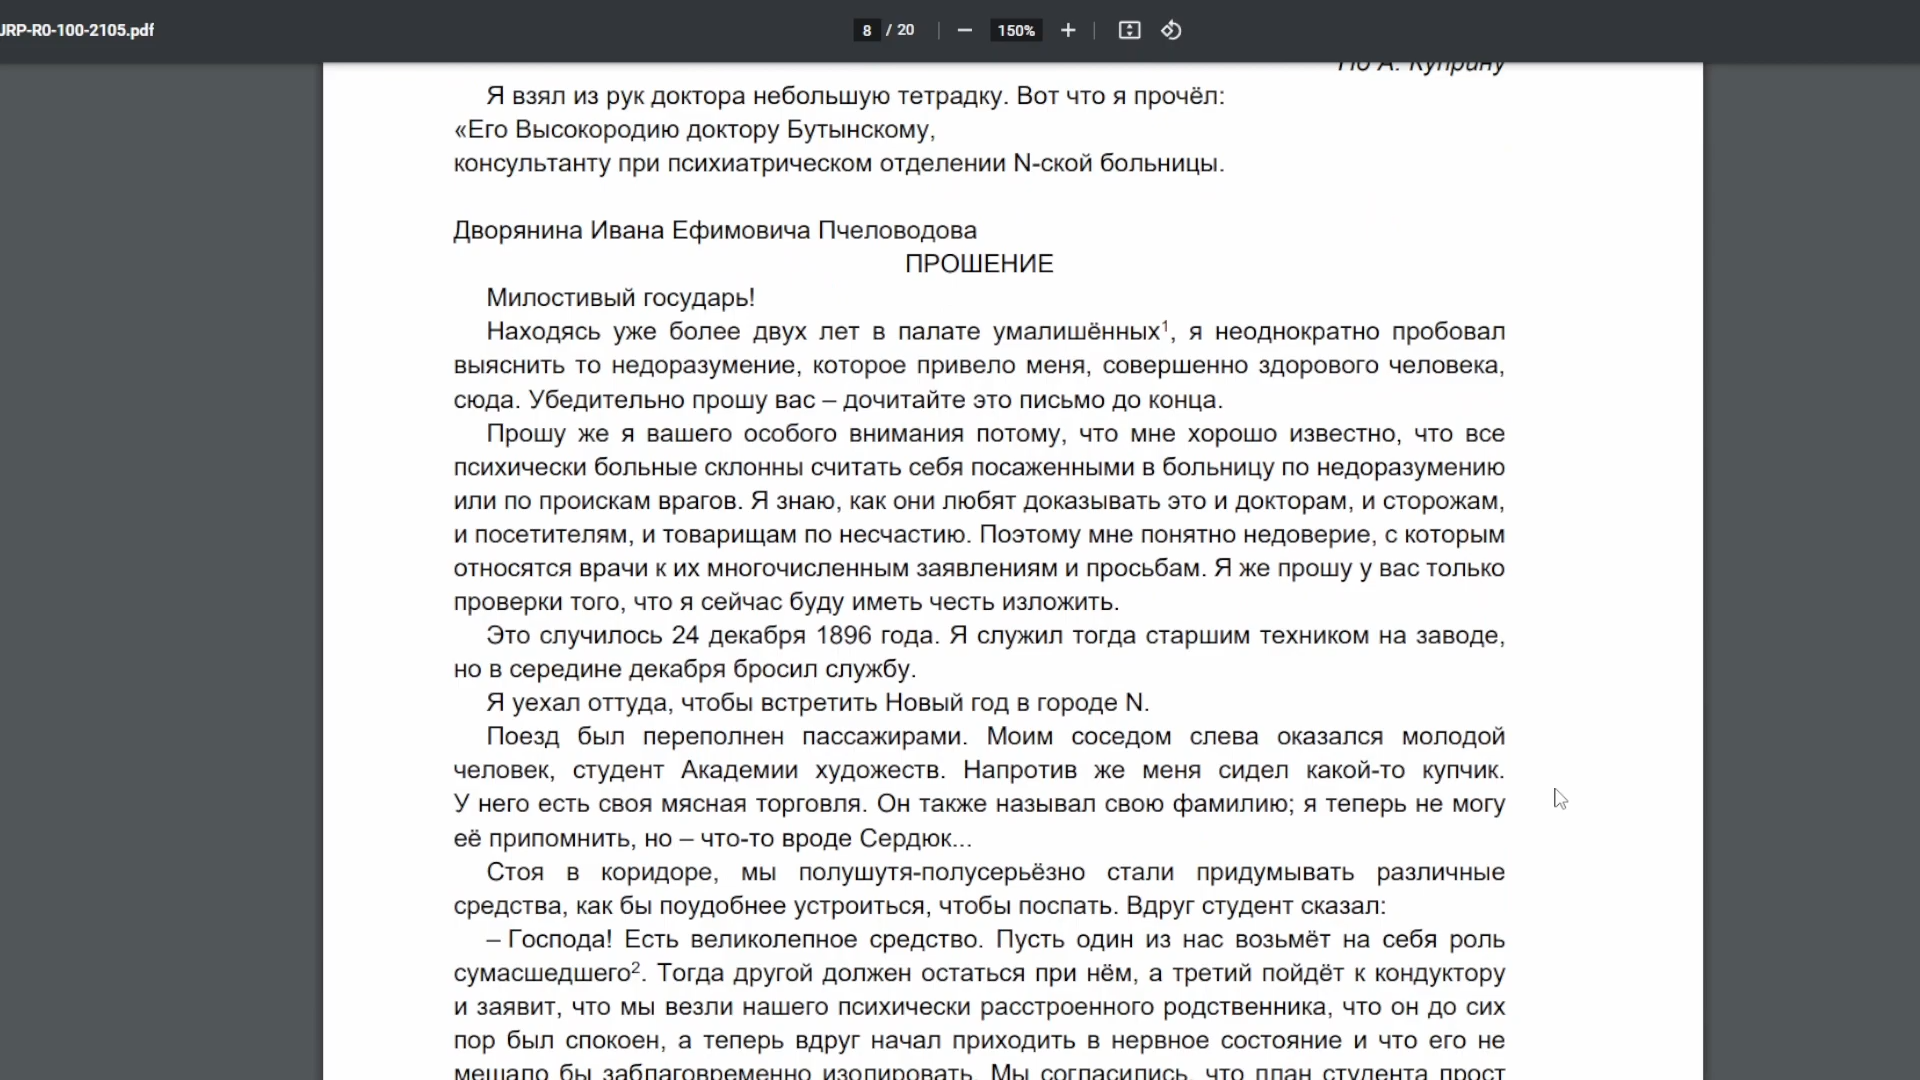 JRP-R0-100-2105.pdf
8 / 20
150%
По А. Куприну
Я взял из рук доктора небольшую тетрадку. Вот что я прочёл:
«Его Высокородию доктору Бутынскому,
консультанту при психиатрическом отделении N-ской больницы.
Дворянина Ивана Ефимовича Пчеловодова
ПРОШЕНИЕ
Милостивый государь!
Находясь уже более двух лет в палате умалишённых¹, я неоднократно пробовал
выяснить то недоразумение, которое привело меня, совершенно здорового человека,
сюда. Убедительно прошу вас – дочитайте это письмо до конца.
Прошу же я вашего особого внимания потому, что мне хорошо известно, что все
психически больные склонны считать себя посаженными в больницу по недоразумению
или по проискам врагов. Я знаю, как они любят доказывать это и докторам, и сторожам,
и посетителям, и товарищам по несчастию. Поэтому мне понятно недоверие, с которым
относятся врачи к их многочисленным заявлениям и просьбам. Я же прошу у вас только
проверки того, что я сейчас буду иметь честь изложить.
Это случилось 24 декабря 1896 года. Я служил тогда старшим техником на заводе,
но в середине декабря бросил службу.
Я уехал оттуда, чтобы встретить Новый год в городе N.
Поезд был переполнен пассажирами. Моим соседом слева оказался молодой
человек, студент Академии художеств. Напротив же меня сидел какой-то купчик.
У него есть своя мясная торговля. Он также называл свою фамилию; я теперь не могу
её припомнить, но – что-то вроде Сердюк...
Стоя в коридоре, мы полушутя-полусерьёзно стали придумывать различные
средства, как бы поудобнее устроиться, чтобы поспать. Вдруг студент сказал:
– Господа! Есть великолепное средство. Пусть один из нас возьмёт на себя роль
сумасшедшего². Тогда другой должен остаться при нём, а третий пойдёт к кондуктору
и заявит, что мы везли нашего психически расстроенного родственника, что он до сих
пор был спокоен, а теперь вдруг начал приходить в нервное состояние и что его не
мешало бы заблаговременно изолировать. Мы согласились, что план студента прост